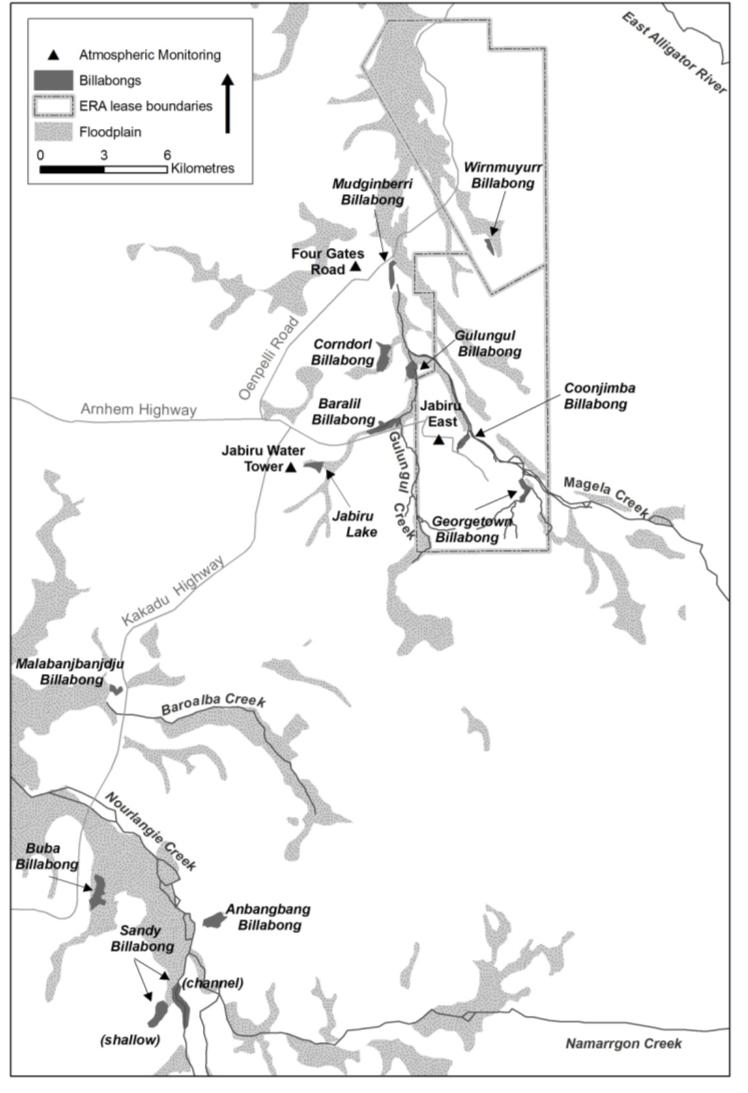 East Alligator River
Atmospheric Monitoring
Billabongs
ERA lease boundaries
Floodplain
0 3 6
Kilometres
Wirnmuyurr
Billabong
Mudginberri
Billabong
Four Gates
Road
Oenpelli Road
Corndorl
Billabong
Gulungul
Billabong
Coonjimba
Billabong
Arnhem Highway
Baralil
Billabong
Jabiru
East
Jabiru Water
Tower
Gulungul Creek
Magela Creek
Jabiru
Lake
Georgetown
Billabong
Kakadu Highway
Malabanjbanjdju
Billabong
Baroalba Creek
Nourlangie Creek
Buba
Billabong
Anbangbang
Billabong
Sandy
Billabong
(channel)
(shallow)
Namarrgon Creek